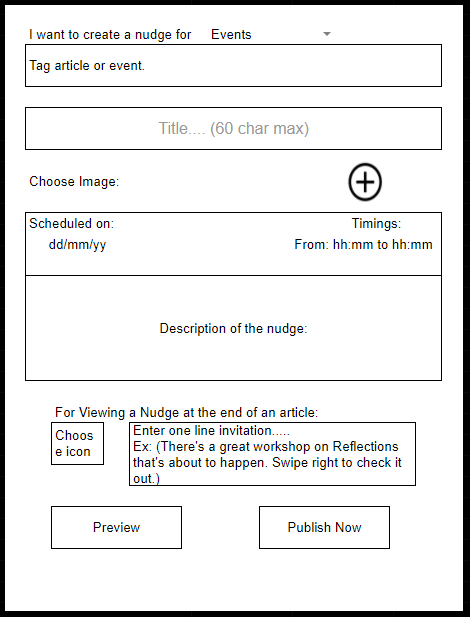 I want to create a nudge for Events
Tag article or event.
Title.... (60 char max)
Choose Image:
Scheduled on: Timings:
dd/mm/yy From: hh:mm to hh:mm
Description of the nudge:
For Viewing a Nudge at the end of an article:
Choos
e icon
Enter one line invitation.....
Ex: (There's a great workshop on Reflections
that's about to happen. Swipe right to check it
out.)
Preview Publish Now